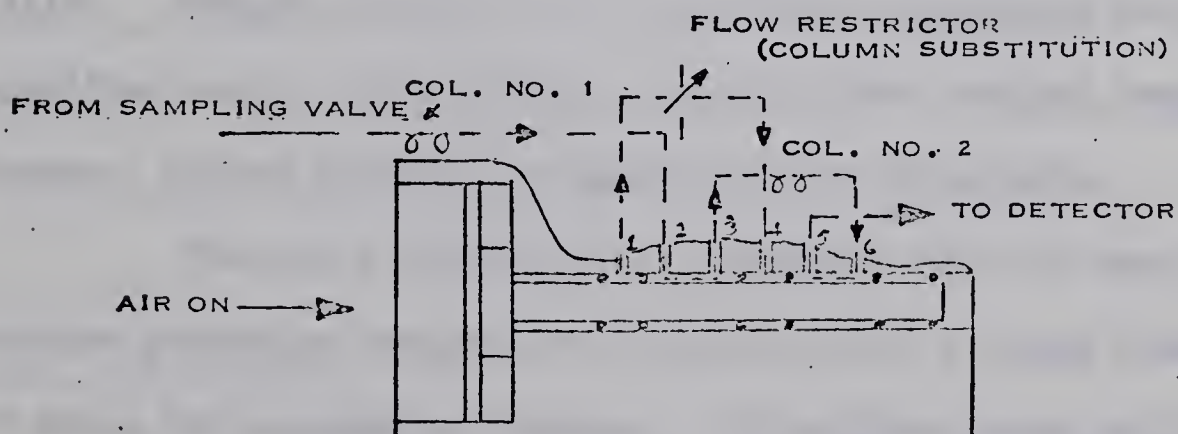 FLOW RESTRICTOR
(COLUMN SUBSTITUTION)
COL. NO. 1
FROM SAMPLING VALVE
COL. NO. 2
TO DETECTOR
1 2 3 4 5 6
AIR ON